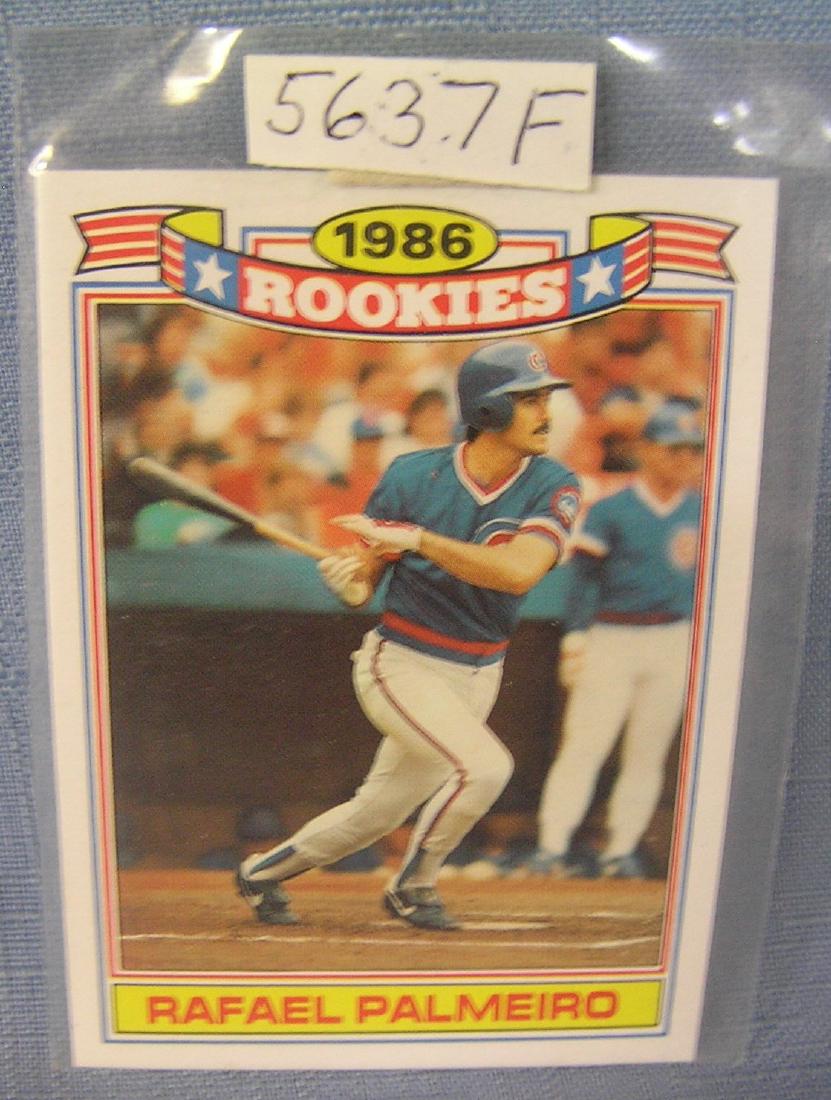 5637F
1986
ROOKIES
RAFAEL PALMEIRO